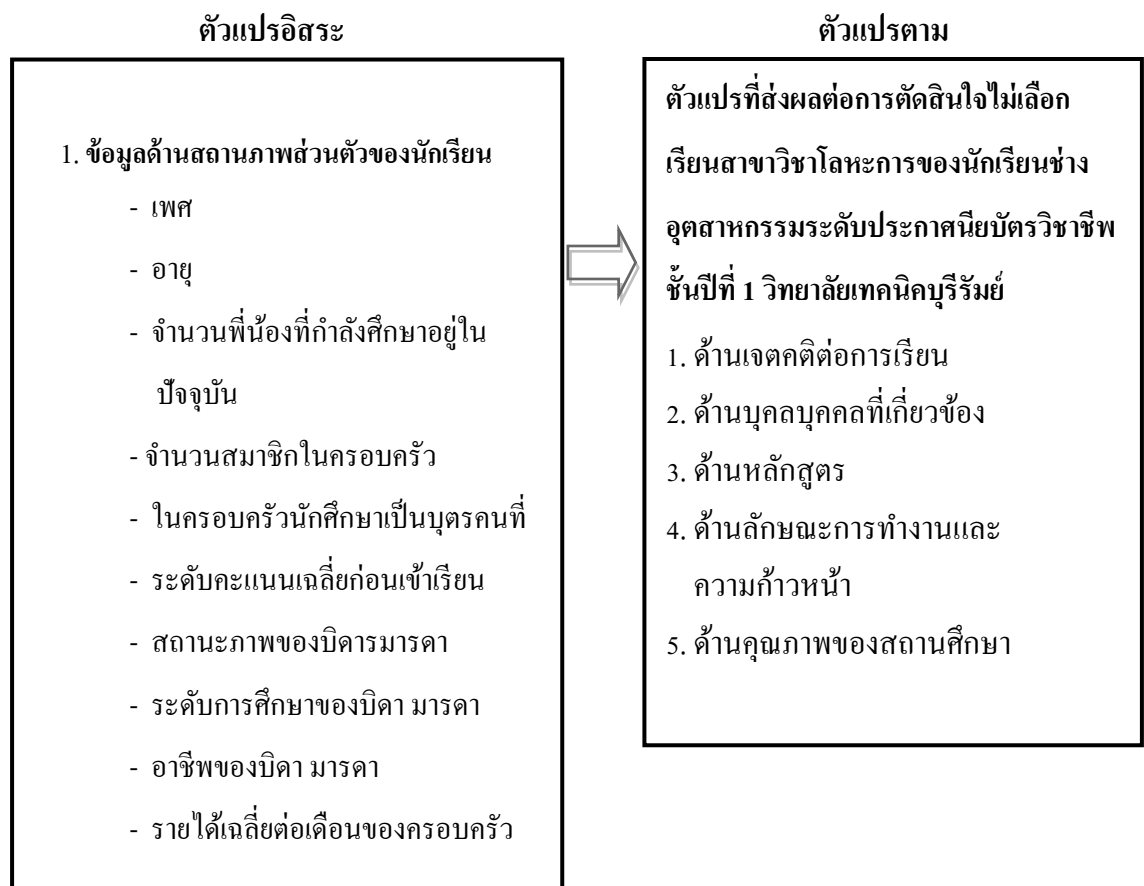 ตัวแปรอิสระ
1. ข้อมูลด้านสถานภาพส่วนตัวของนักเรียน
- เพศ
- อายุ
- จำนวนพี่น้องที่กำลังศึกษาอยู่ใน
ปัจจุบัน
- จำนวนสมาชิกในครอบครัว
- ในครอบครัวนักศึกษาเป็นบุตรคนที่
- ระดับคะแนนเฉลี่ยก่อนเข้าเรียน
- สถานะภาพของบิดารมารดา
- ระดับการศึกษาของบิดา มารดา
- อาชีพของบิดา มารดา
- รายได้เฉลี่ยต่อเดือนของครอบครัว
ตัวแปรตาม
ตัวแปรที่ส่งผลต่อการตัดสินใจไม่เลือก
เรียนสาขาวิชาโลหะการของนักเรียนช่าง
อุตสาหกรรมระดับประกาศนียบัตรวิชาชีพ
ชั้นปีที่ 1 วิทยาลัยเทคนิคบุรีรัมย์
1. ด้านเจตคติต่อการเรียน
2. ด้านบุคลบุคคลที่เกี่ยวข้อง
3. ด้านหลักสูตร
4. ด้านลักษณะการทำงานและ
ความก้าวหน้า
5. ด้านคุณภาพของสถานศึกษา